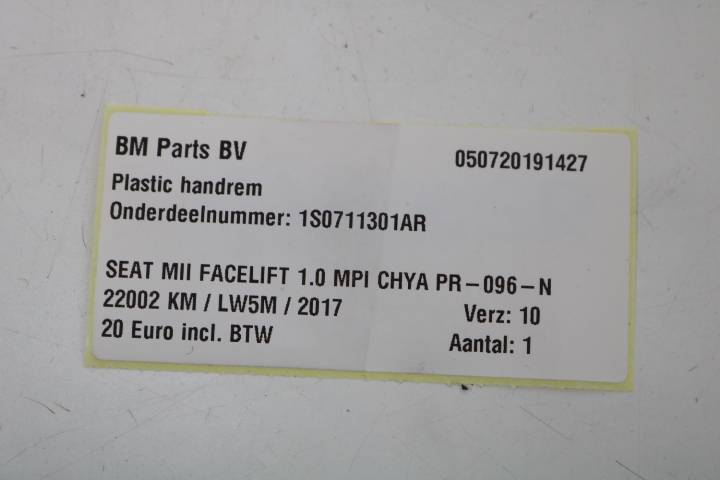 BM Parts BV 050720191427
Plastic handrem
Onderdeelnummer: 1S0711301AR
SEAT MII FACELIFT 1.0 MPI CHYA PR-096-N
22002 KM / LW5M / 2017 Verz: 10
20 Euro incl. BTW Aantal: 1